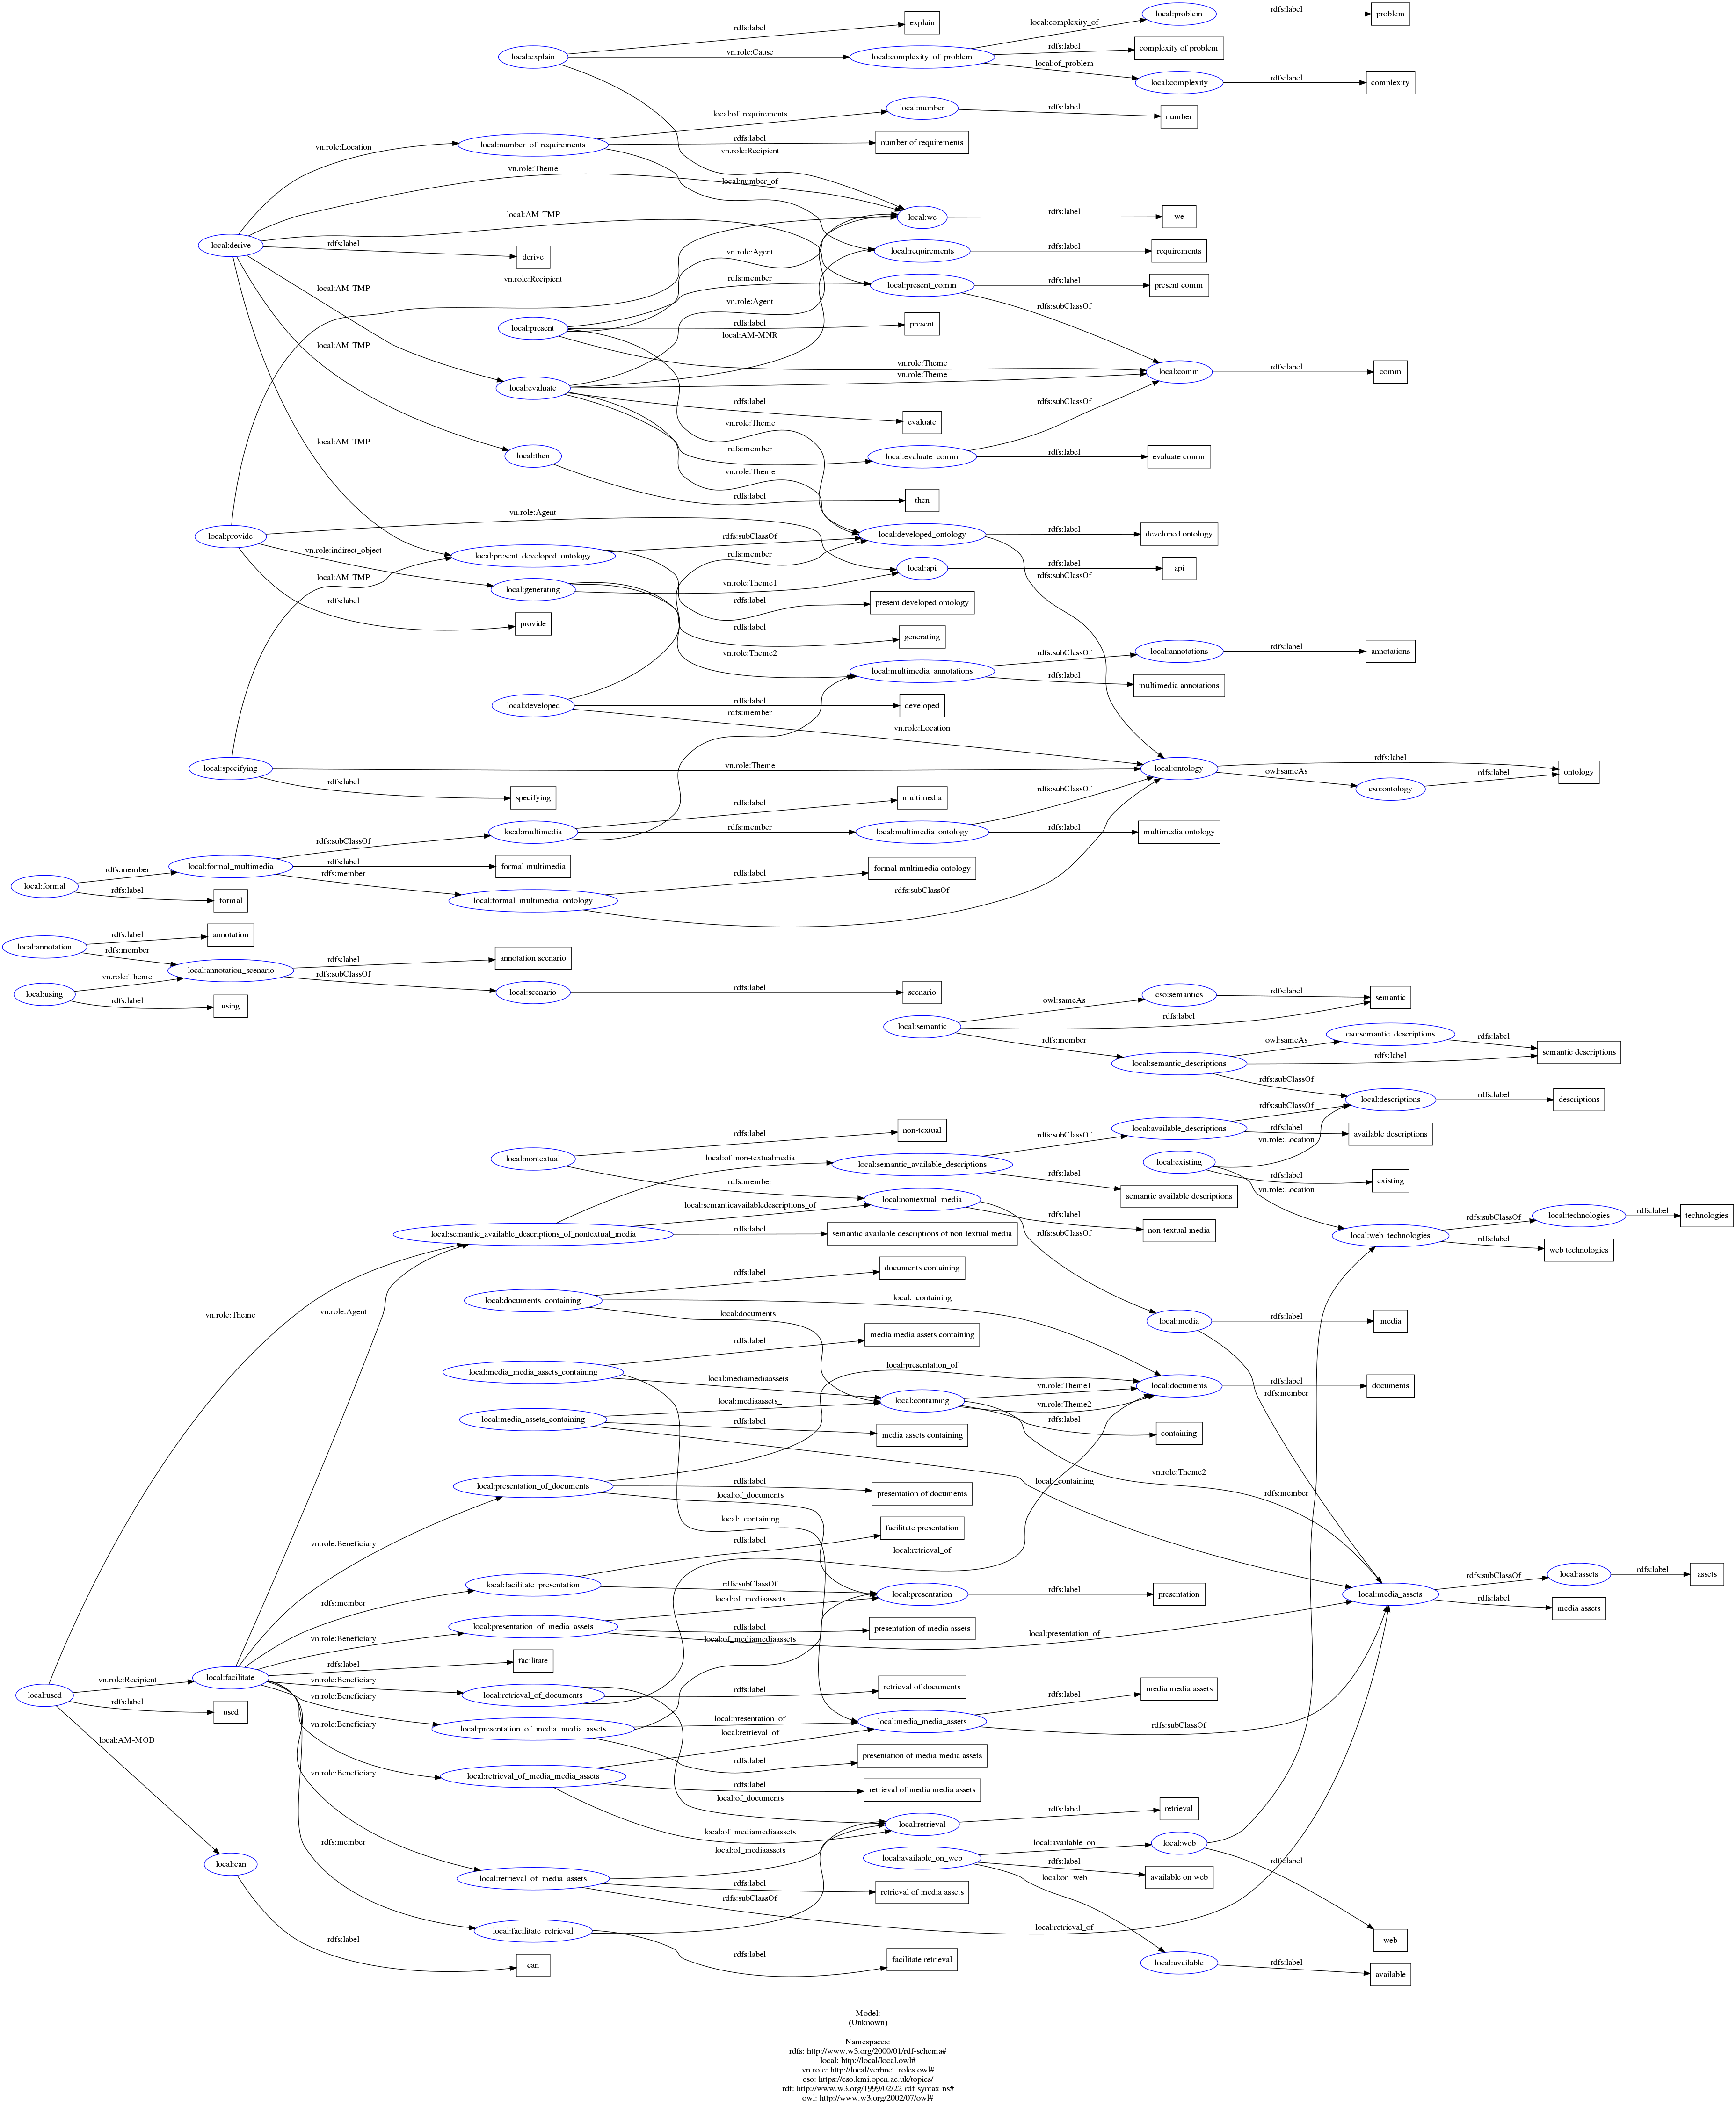 rdfs:label
explain
local:explain
vn.role:Cause
local:complexity_of_problem
local:complexity_of
local:problem
rdfs:label
problem
rdfs:label
complexity of problem
local:of_problem
local:complexity
rdfs:label
complexity
vn.role:Recipient
local:derive
vn.role:Location
local:number_of_requirements
local:of_requirements
local:number
rdfs:label
number
rdfs:label
number of requirements
local:number_of
vn.role:Theme
local:we
rdfs:label
we
local:AM-TMP
rdfs:label
derive
local:requirements
rdfs:label
requirements
vn.role:Recipient
vn.role:Agent
rdfs:member
local:present_comm
rdfs:label
present comm
rdfs:subClassOf
local:AM-TMP
local:present
vn.role:Agent
rdfs:label
present
local:AM-MNR
local:AM-TMP
vn.role:Theme
vn.role:Theme
local:comm
rdfs:label
comm
local:evaluate
rdfs:label
evaluate
rdfs:subClassOf
vn.role:Theme
local:AM-TMP
rdfs:member
local:evaluate_comm
rdfs:label
evaluate comm
local:then
vn.role:Theme
rdfs:label
then
local:provide
vn.role:Agent
vn.role:indirect_object
local:present_developed_ontology
rdfs:subClassOf
local:developed_ontology
rdfs:label
developed ontology
rdfs:member
local:api
rdfs:label
api
rdfs:subClassOf
local:AM-TMP
local:generating
vn.role:Theme1
rdfs:label
present developed ontology
rdfs:label
provide
rdfs:label
generating
vn.role:Theme2
local:multimedia_annotations
rdfs:subClassOf
local:annotations
rdfs:label
annotations
rdfs:label
multimedia annotations
local:developed
rdfs:label
developed
rdfs:member
vn.role:Location
local:specifying
vn.role:Theme
local:ontology
rdfs:label
ontology
owl:sameAs
cso:ontology
rdfs:label
rdfs:label
specifying
rdfs:label
multimedia
rdfs:subClassOf
local:multimedia
rdfs:member
local:multimedia_ontology
rdfs:subClassOf
rdfs:label
multimedia ontology
local:formal
rdfs:member
local:formal_multimedia
rdfs:label
formal multimedia
rdfs:label
formal
rdfs:member
local:formal_multimedia_ontology
rdfs:label
formal multimedia ontology
rdfs:subClassOf
local:annotation
rdfs:label
annotation
rdfs:member
local:annotation_scenario
rdfs:label
annotation scenario
rdfs:subClassOf
local:scenario
rdfs:label
scenario
local:using
vn.role:Theme
rdfs:label
using
local:semantic
owl:sameAs
cso:semantics
rdfs:label
semantic
rdfs:label
rdfs:member
local:semantic_descriptions
owl:sameAs
cso:semantic_descriptions
rdfs:label
semantic descriptions
rdfs:label
rdfs:subClassOf
local:descriptions
rdfs:label
descriptions
local:nontextual
rdfs:label
non-textual
rdfs:member
local:of_non-textualmedia
local:semantic_available_descriptions
rdfs:subClassOf
local:available_descriptions
rdfs:subClassOf
rdfs:label
available descriptions
vn.role:Location
local:existing
rdfs:label
existing
vn.role:Location
rdfs:label
semantic available descriptions
local:semantic_available_descriptions_of_nontextual_media
local:semanticavailabledescriptions_of
local:nontextual_media
rdfs:label
non-textual media
rdfs:subClassOf
rdfs:label
semantic available descriptions of non-textual media
local:web_technologies
rdfs:subClassOf
local:technologies
rdfs:label
technologies
rdfs:label
web technologies
vn.role:Theme
vn.role:Agent
local:documents_containing
rdfs:label
documents containing
local:_containing
local:documents_
local:media
rdfs:label
media
rdfs:member
local:media_media_assets_containing
rdfs:label
media media assets containing
local:mediamediaassets_
local:presentation_of
local:documents
rdfs:label
documents
local:media_assets_containing
local:mediaassets_
local:containing
vn.role:Theme1
vn.role:Theme2
rdfs:label
containing
rdfs:label
media assets containing
vn.role:Theme2
local:_containing
rdfs:member
local:presentation_of_documents
rdfs:label
presentation of documents
local:of_documents
local:_containing
vn.role:Beneficiary
rdfs:label
facilitate presentation
local:retrieval_of
rdfs:member
local:facilitate_presentation
rdfs:subClassOf
local:presentation
rdfs:label
presentation
local:media_assets
rdfs:subClassOf
local:assets
rdfs:label
assets
rdfs:label
media assets
vn.role:Beneficiary
local:presentation_of_media_assets
local:of_mediaassets
rdfs:label
presentation of media assets
local:presentation_of
local:of_mediamediaassets
local:used
vn.role:Recipient
local:facilitate
rdfs:label
facilitate
vn.role:Beneficiary
local:retrieval_of_documents
rdfs:label
retrieval of documents
rdfs:label
used
vn.role:Beneficiary
local:presentation_of_media_media_assets
local:presentation_of
local:media_media_assets
rdfs:label
media media assets
rdfs:subClassOf
local:retrieval_of
rdfs:label
presentation of media media assets
local:AM-MOD
vn.role:Beneficiary
local:retrieval_of_media_media_assets
rdfs:label
retrieval of media media assets
vn.role:Beneficiary
local:of_documents
local:of_mediamediaassets
local:retrieval
rdfs:label
retrieval
local:of_mediaassets
rdfs:member
local:can
local:retrieval_of_media_assets
rdfs:label
retrieval of media assets
rdfs:subClassOf
local:retrieval_of
local:available_on_web
local:available_on
local:web
rdfs:label
web
rdfs:label
available on web
local:on_web
local:available
rdfs:label
available
local:facilitate_retrieval
rdfs:label
facilitate retrieval
rdfs:label
can
Model:
(Unknown)
Namespaces:
rdfs: http://www.w3.org/2000/01/rdf-schema#
local: http://local/local.owl#
vn.role: http://local/verbnet_roles.owl#
cso: https://cso.kmi.open.ac.uk/topics/
rdf: http://www.w3.org/1999/02/22-rdf-syntax-ns#
owl: http://www.w3.org/2002/07/owl#